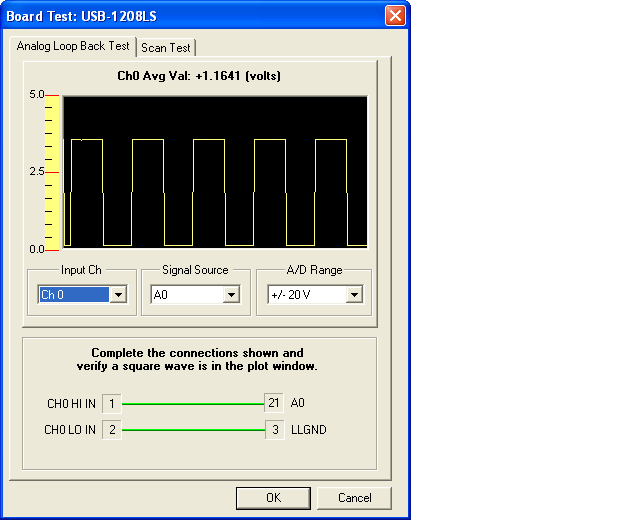 Board Test: USB-1208LS
Analog Loop Back Test
Scan Test
Ch0 Avg Val: +1.1641 (volts)
5.0
2.5
0.0
Input Ch
Signal Source
A/D Range
Ch 0
A0
+/- 20 V
Complete the connections shown and
verify a square wave is in the plot window.
CH0 HI IN 1 21 A0
CH0 LO IN 2 3 LLGND
OK
Cancel